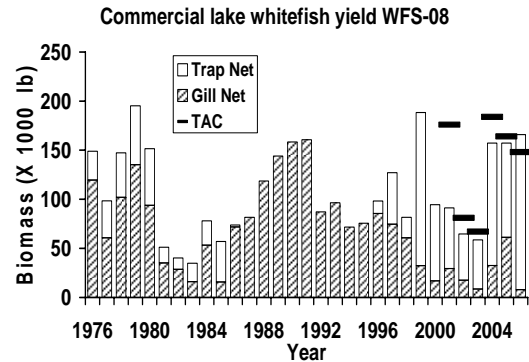 Commercial lake whitefish yield WFS-08
250
200
150
100
50
0
Biomass (X 1000 lb)
Trap Net
Gill Net
TAC
1976 1980 1984 1988 1992 1996 2000 2004
Year